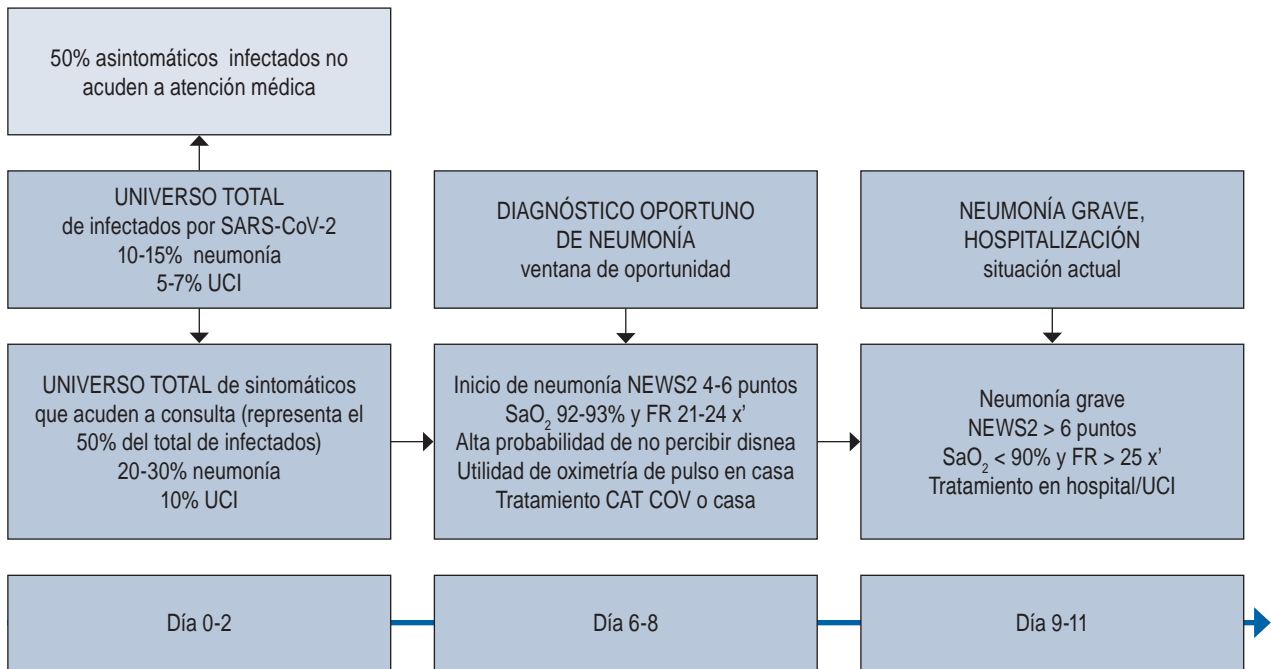 50% asintomáticos infectados no
acuden a atención médica
UNIVERSO TOTAL
de infectados por SARS-CoV-2
10-15% neumonía
5-7% UCI
DIAGNÓSTICO OPORTUNO
DE NEUMONÍA
ventana de oportunidad
NEUMONÍA GRAVE,
HOSPITALIZACIÓN
situación actual
UNIVERSO TOTAL de sintomáticos
que acuden a consulta (representa el
50% del total de infectados)
20-30% neumonía
10% UCI
Inicio de neumonía NEWS2 4-6 puntos
SaO₂ 92-93% y FR 21-24 x’
Alta probabilidad de no percibir disnea
Utilidad de oximetría de pulso en casa
Tratamiento CAT COV o casa
Neumonía grave
NEWS2 > 6 puntos
SaO₂ < 90% y FR > 25 x’
Tratamiento en hospital/UCI
Día 0-2
Día 6-8
Día 9-11